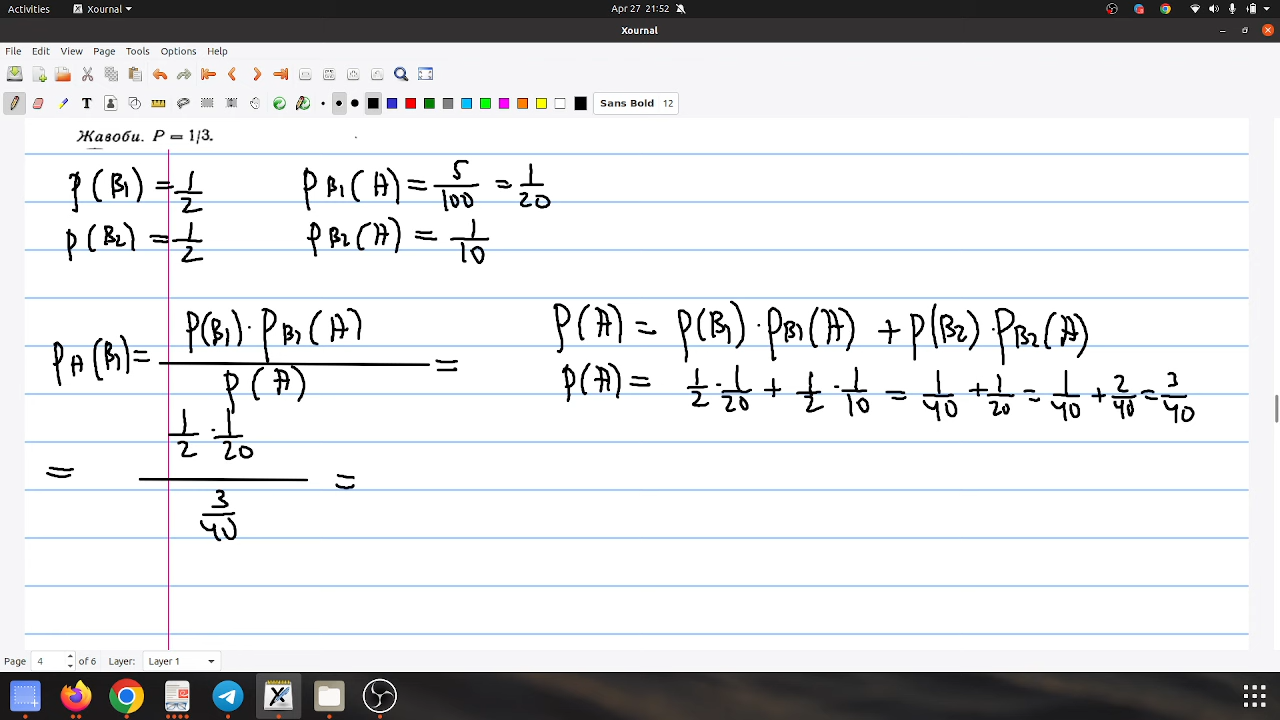 Activities Xournal Apr 27 21:52
Xournal
File Edit View Page Tools Options Help
Sans Bold 12
Жавоби. P = 1/3.
P(B1) = 1/2 PB1(A) = 5/100 = 1/20
P(B2) = 1/2 PB2(A) = 1/10
PA(B1) = P(B1) · PB1(A) / P(A) =
P(A) = P(B1) · PB1(A) + P(B2) · PB2(A)
P(A) = 1/2 · 1/20 + 1/2 · 1/10 = 1/40 + 1/20 = 1/40 + 2/40 = 3/40
= 1/2 · 1/20 / 3/40 =
Page 4 of 6 Layer: Layer 1